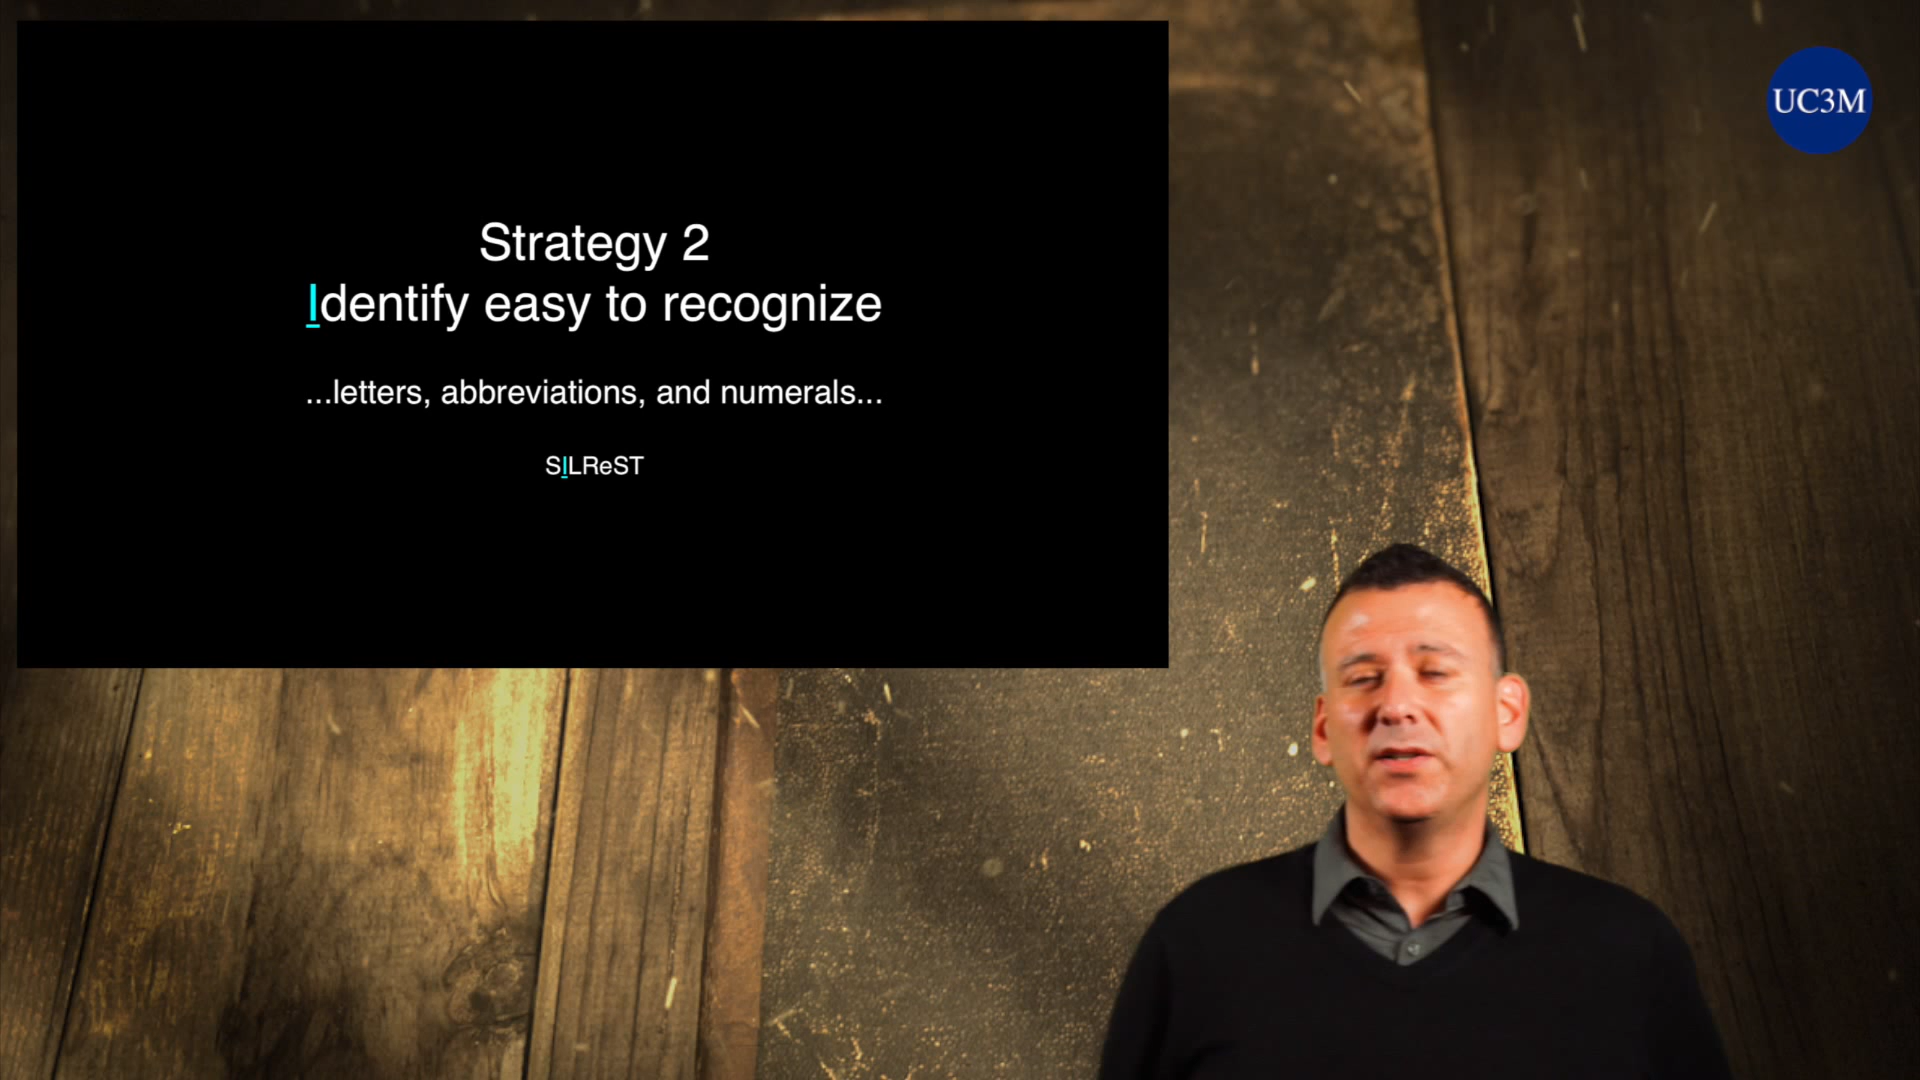 Strategy 2
Identify easy to recognize
...letters, abbreviations, and numerals...
SILReST
UC3M